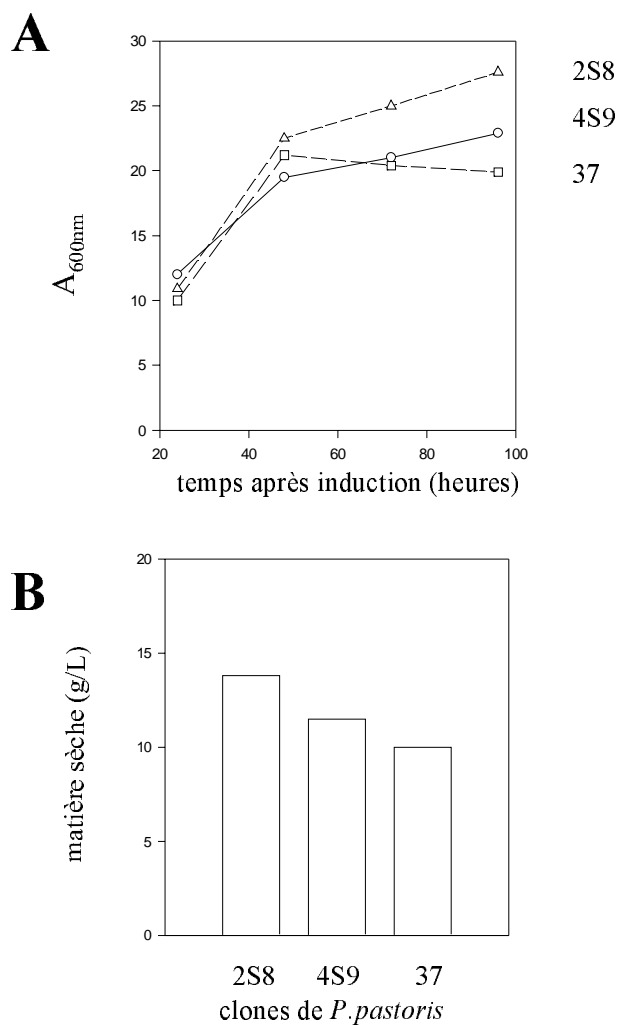 A
30
25
20
15
10
5
0
A600nm
20 40 60 80 100
temps après induction (heures)
2S8
4S9
37
B
20
15
10
5
0
matière sèche (g/L)
2S8 4S9 37
clones de P.pastoris